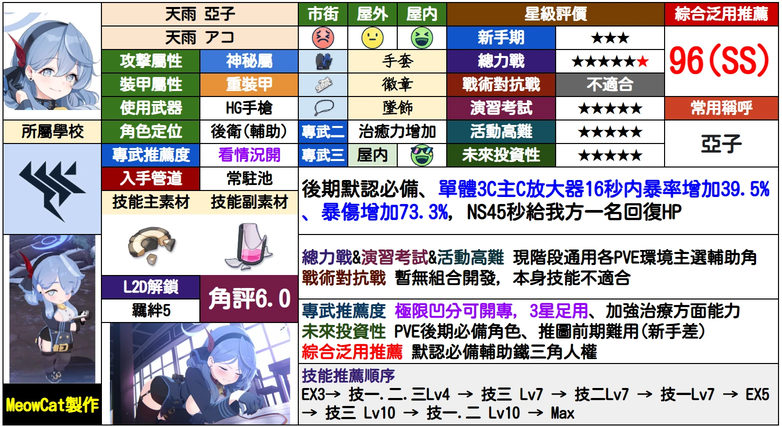 天雨 亞子
天雨 アコ
市街 屋外 屋內
星級評價
綜合泛用推薦
新手期 ★★★
96(SS)
攻擊屬性 神秘屬
手套
總力戰 ★★★★★★
裝甲屬性 重裝甲
徽章
戰術對抗戰 不適合
使用武器 HG手槍
墜飾
演習考試 ★★★★★
常用稱呼
所屬學校
角色定位 後衛(輔助)
專武二 治癒力增加
活動高難 ★★★★★
亞子
專武推薦度 看情況開
專武三 屋內
未來投資性 ★★★★★
入手管道 常駐池
後期默認必備、單體3C主C放大器16秒內暴率增加39.5%
、暴傷增加73.3%, NS45秒給我方一名回復HP
技能主素材 技能副素材
總力戰&演習考試&活動高難 現階段通用各PVE環境主選輔助角
戰術對抗戰 暫無組合開發, 本身技能不適合
L2D解鎖
羈絆5
角評6.0
專武推薦度 極限凹分可開專, 3星足用、加強治療方面能力
未來投資性 PVE後期必備角色、推圖前期難用(新手差)
綜合泛用推薦 默認必備輔助鐵三角人權
技能推薦順序
EX3→ 技一.二.三Lv4 → 技三 Lv7 → 技二Lv7 → 技一Lv7 → EX5
→ 技三 Lv10 → 技一.二 Lv10 → Max
MeowCat製作